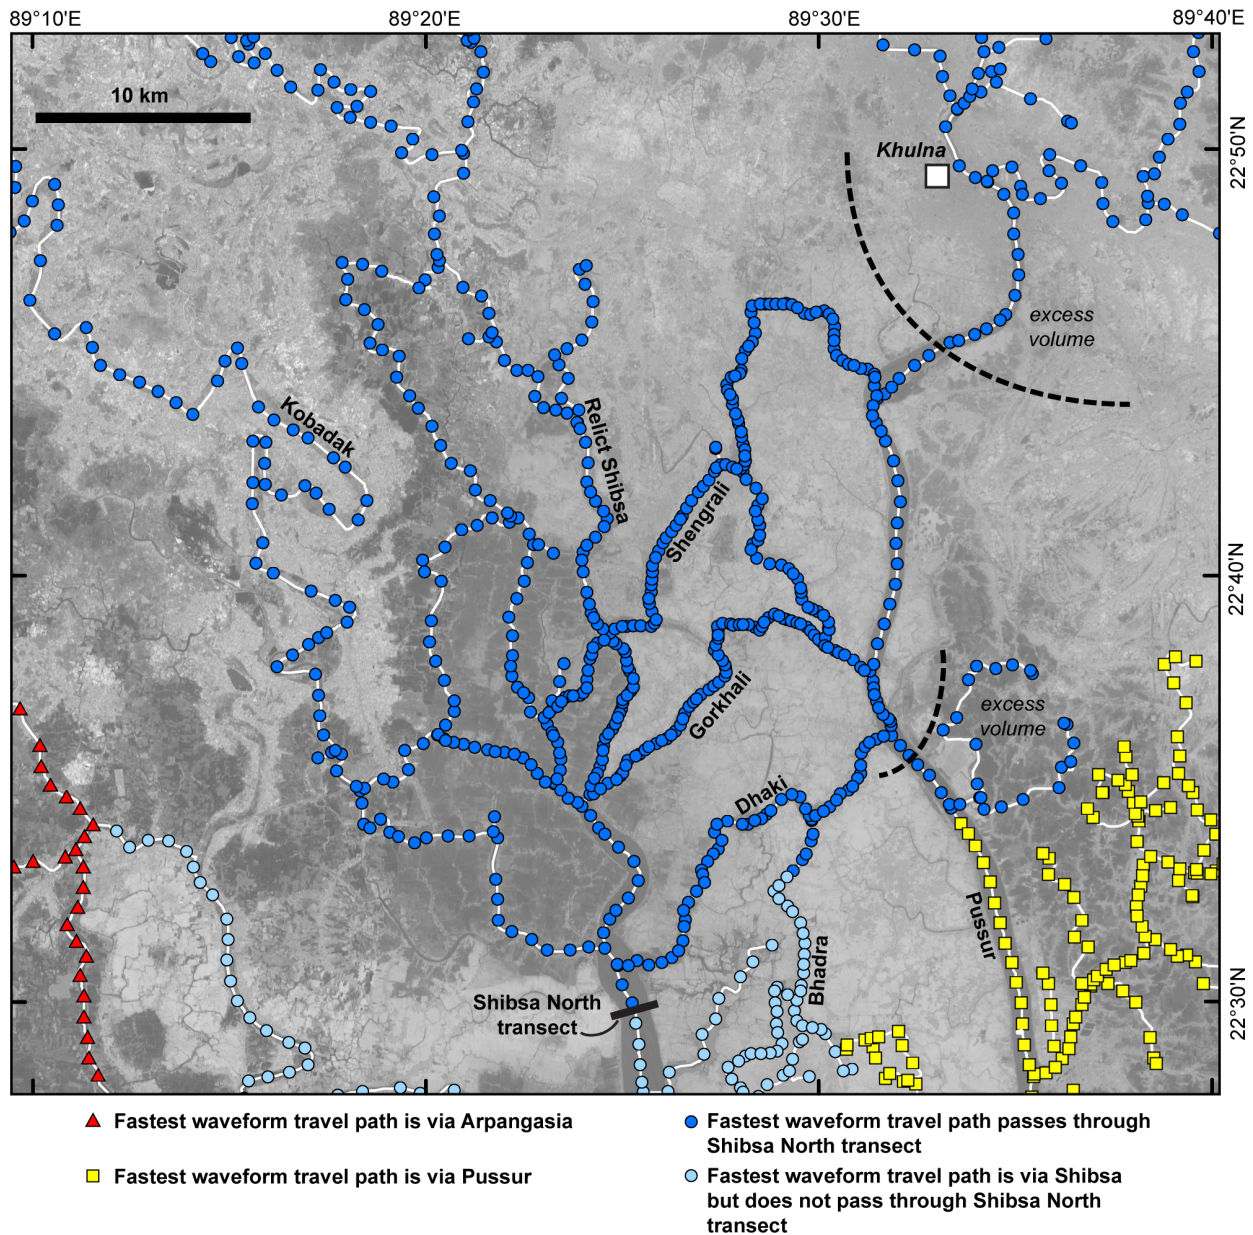 89°10'E
89°20'E
89°30'E
89°40'E
10 km
Khulna
22°50'N
excess
volume
Kobadak
Relict Shibsa
Shengrali
22°40'N
Gorkhali
excess
volume
Dhaki
Pussur
Bhadra
Shibsa North
transect
22°30'N
Fastest waveform travel path is via Arpangasia
Fastest waveform travel path is via Pussur
Fastest waveform travel path passes through
Shibsa North transect
Fastest waveform travel path is via Shibsa
but does not pass through Shibsa North
transect